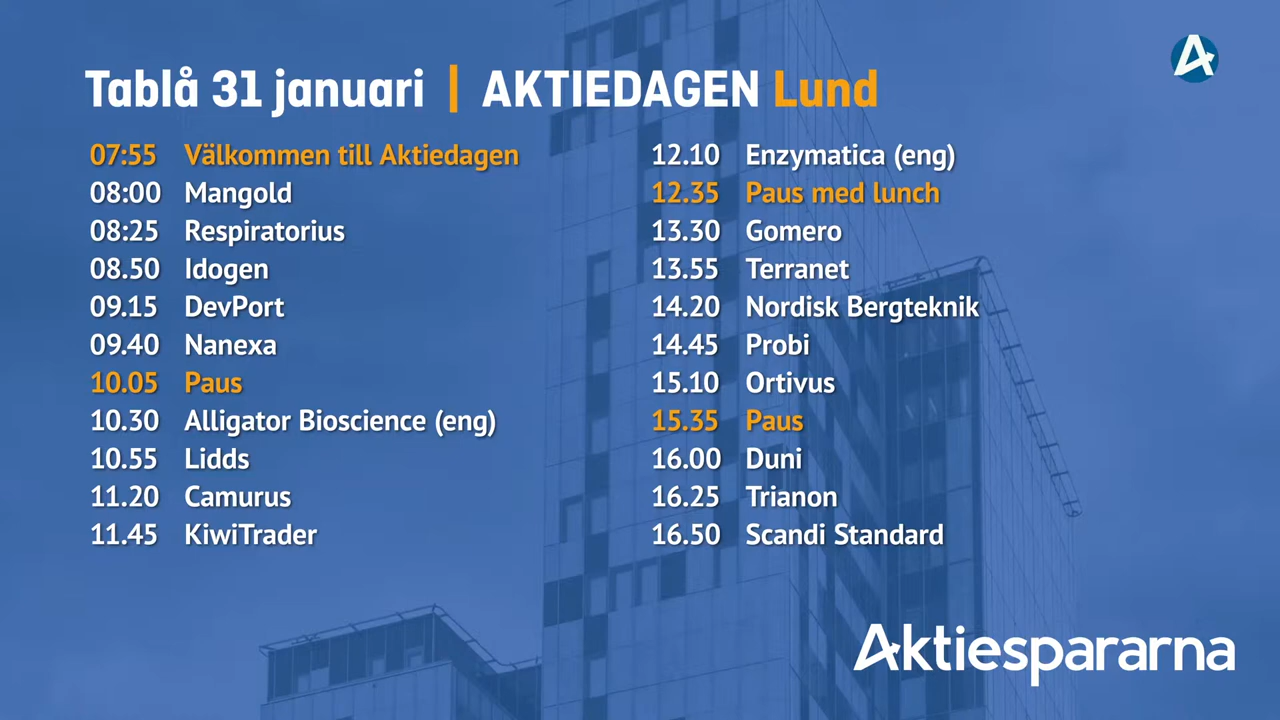 Tablå 31 januari | AKTIEDAGEN Lund
07:55 Välkommen till Aktiedagen
08:00 Mangold
08:25 Respiratorius
08.50 Idogen
09.15 DevPort
09.40 Nanexa
10.05 Paus
10.30 Alligator Bioscience (eng)
10.55 Lidds
11.20 Camurus
11.45 KiwiTrader
12.10 Enzymatica (eng)
12.35 Paus med lunch
13.30 Gomero
13.55 Terranet
14.20 Nordisk Bergteknik
14.45 Probi
15.10 Ortivus
15.35 Paus
16.00 Duni
16.25 Trianon
16.50 Scandi Standard
Aktiespararna